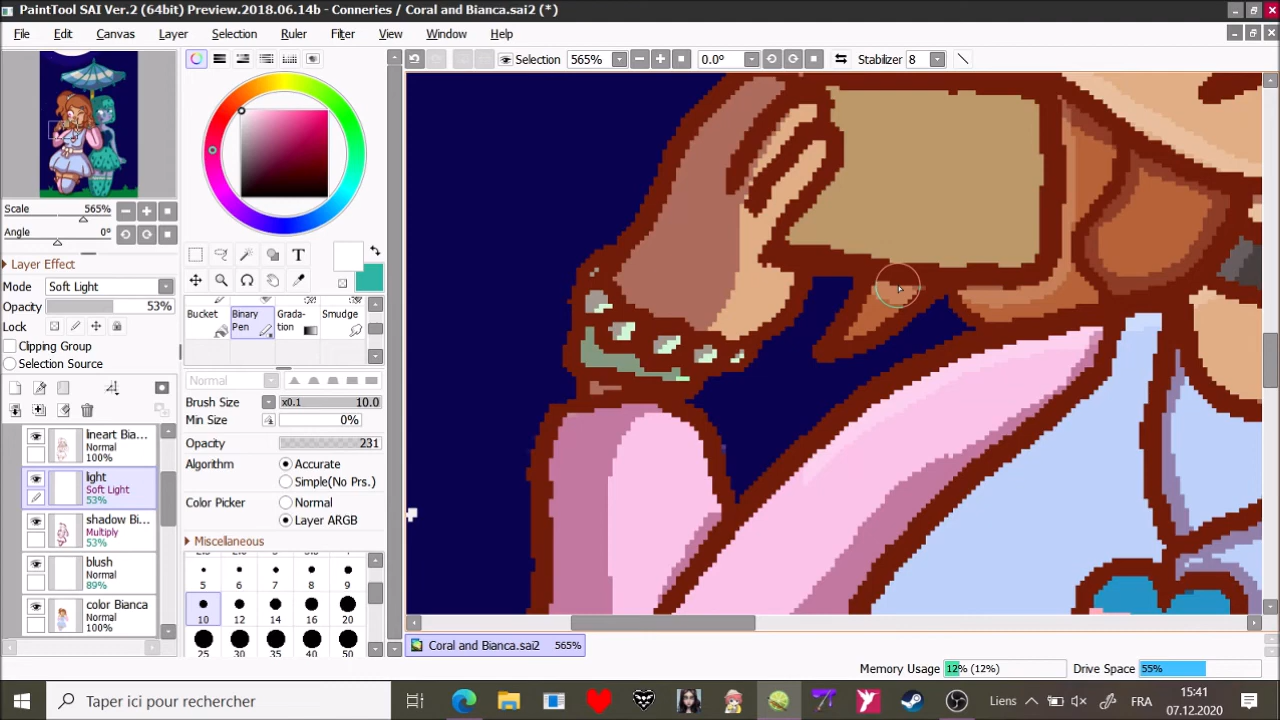 PaintTool SAI Ver.2 (64bit) Preview.2018.06.14b - Conneries / Coral and Bianca.sai2 (*)
File Edit Canvas Layer Selection Ruler Filter View Window Help
Selection 565% 0.0° Stabilizer 8
Scale 565%
Angle 0°
Layer Effect
Mode Soft Light
Opacity 53%
Lock
Clipping Group
Selection Source
lineart Bia...
Normal
100%
light
Soft Light
53%
shadow Bi...
Multiply
53%
blush
Normal
89%
color Bianca
Normal
100%
T
Bucket Binary Pen Grada-tion Smudge
Normal
Brush Size x0.1 10.0
Min Size 0%
Opacity 231
Algorithm Accurate
Simple(No Prs.)
Color Picker Normal
Layer ARGB
Miscellaneous
5 6 7 8 9
10 12 14 16 20
25 30 35 40 50
Coral and Bianca.sai2 565%
Memory Usage 12% (12%) Drive Space 55%
Taper ici pour rechercher
Liens FRA 15:41
07.12.2020